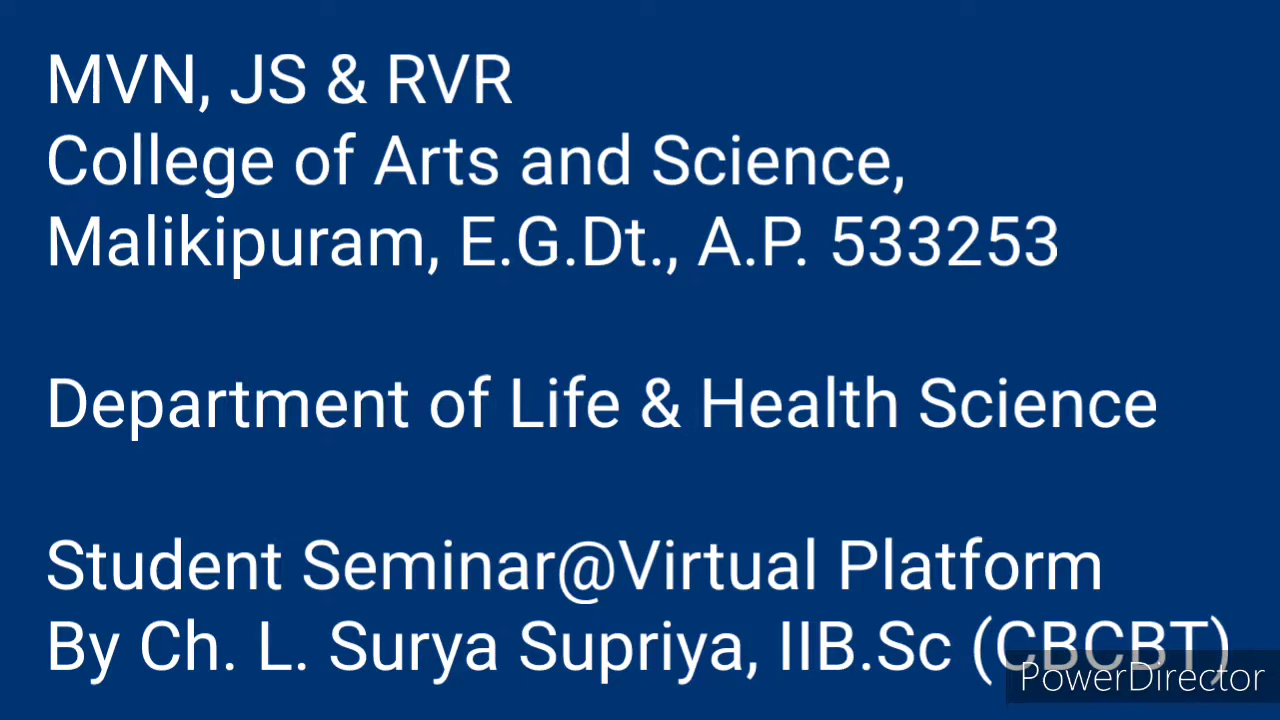 MVN, JS & RVR
College of Arts and Science,
Malikipuram, E.G.Dt., A.P. 533253
Department of Life & Health Science
Student Seminar@Virtual Platform
By Ch. L. Surya Supriya, IIB.Sc (CBCBT)
PowerDirector